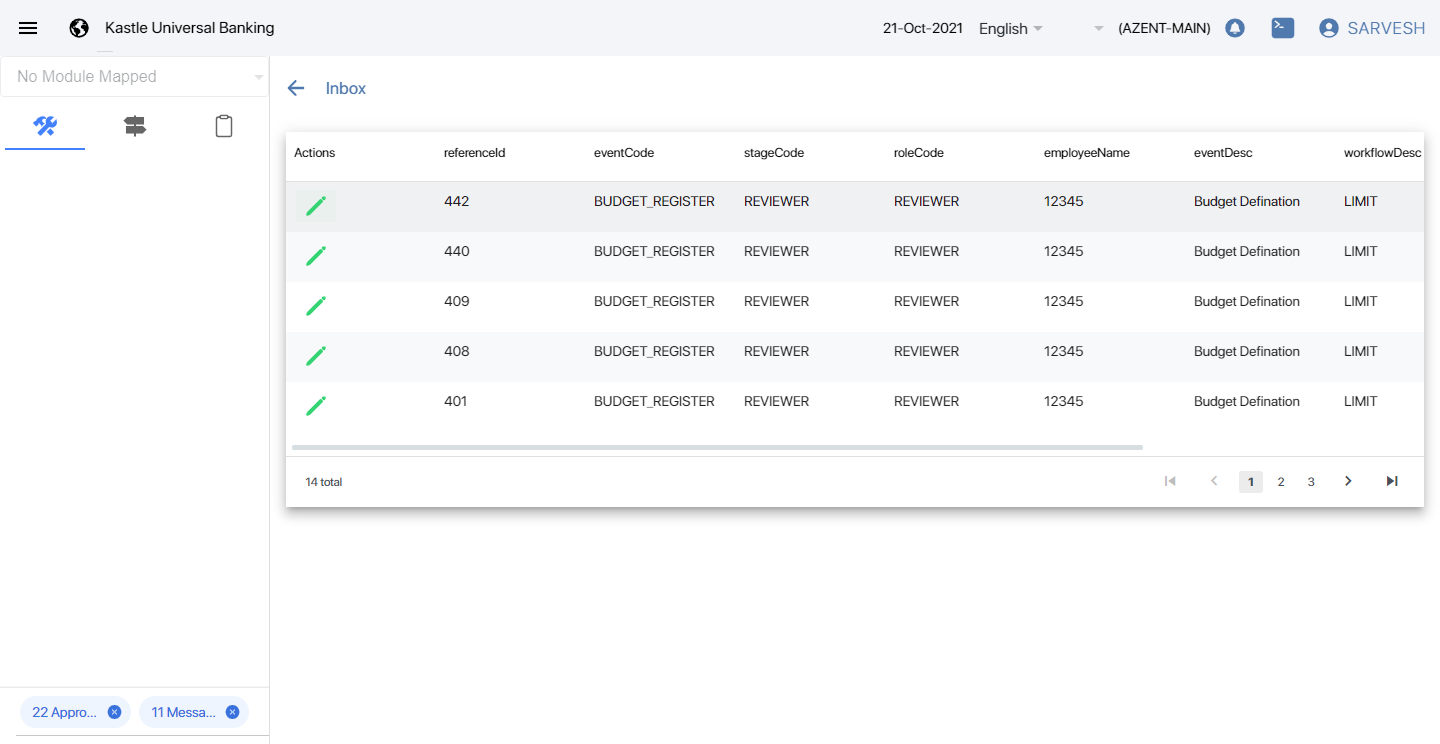 Kastle Universal Banking
21-Oct-2021 English (AZENT-MAIN) SARVESH
No Module Mapped
Inbox
Actions referenceId eventCode stageCode roleCode employeeName eventDesc workflowDesc
442 BUDGET_REGISTER REVIEWER REVIEWER 12345 Budget Defination LIMIT
440 BUDGET_REGISTER REVIEWER REVIEWER 12345 Budget Defination LIMIT
409 BUDGET_REGISTER REVIEWER REVIEWER 12345 Budget Defination LIMIT
408 BUDGET_REGISTER REVIEWER REVIEWER 12345 Budget Defination LIMIT
401 BUDGET_REGISTER REVIEWER REVIEWER 12345 Budget Defination LIMIT
14 total 1 2 3
22 Appro... 11 Messa...